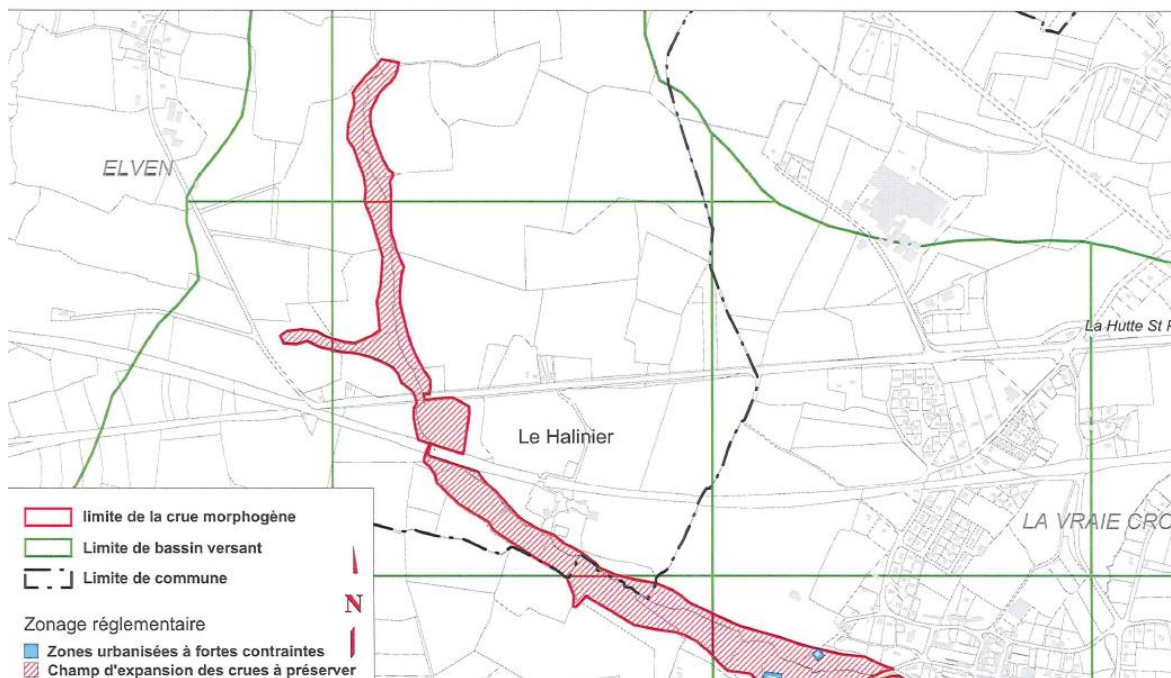 ELVEN
La Hutte St P
Le Halinier
LA VRAIE CRO
limite de la crue morphogène
Limite de bassin versant
Limite de commune
N
Zonage réglementaire
Zones urbanisées à fortes contraintes
Champ d'expansion des crues à préserver